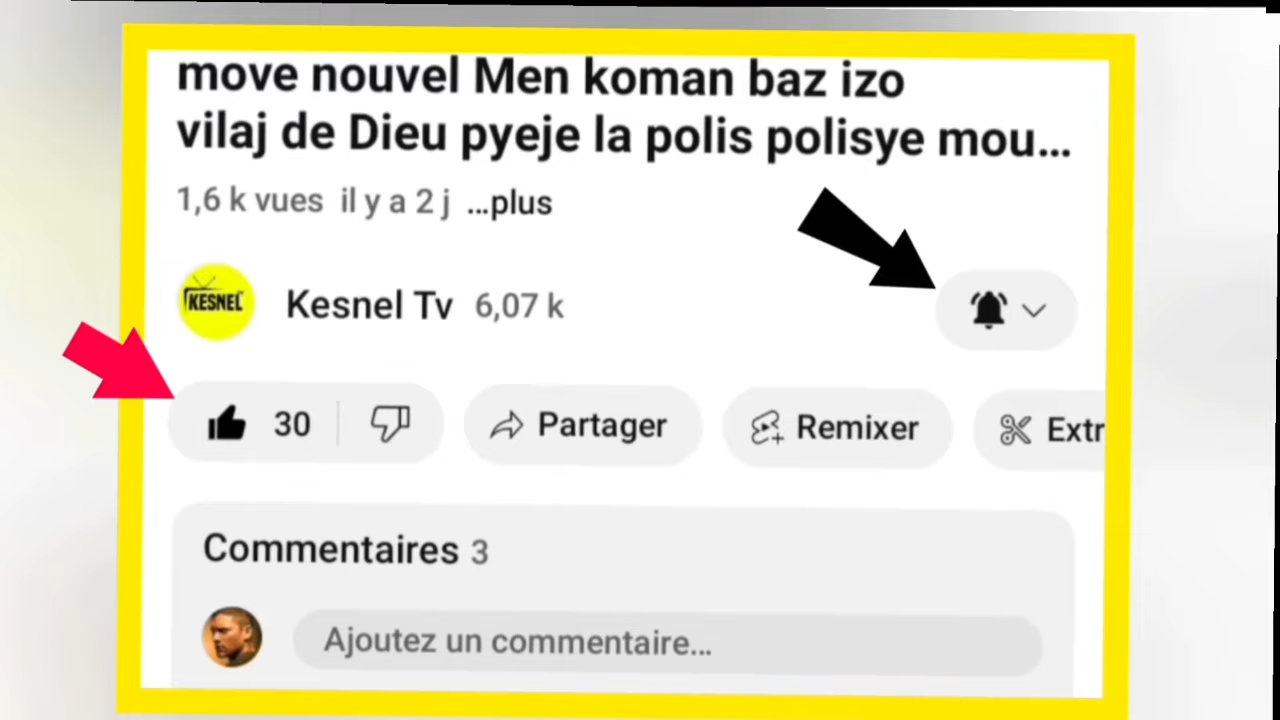 move nouvel Men koman baz izo
vilaj de Dieu pyeje la polis polisye mou...
1,6 k vues il y a 2 j ...plus
KESNEL
Kesnel Tv 6,07 k
30 Partager Remixer Extr
Commentaires 3
Ajoutez un commentaire...